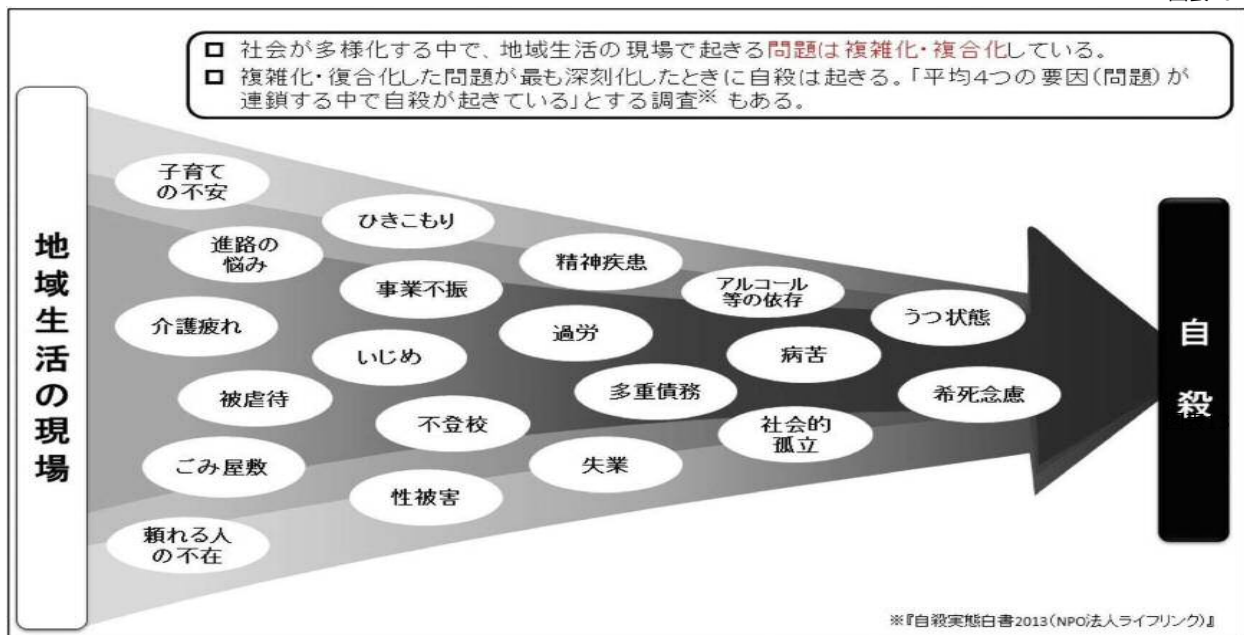 □ 社会が多様化する中で、地域生活の現場で起きる問題は複雑化・複合化している。
□ 複雑化・復合化した問題が最も深刻化したときに自殺は起きる。「平均4つの要因(問題)が
連鎖する中で自殺が起きている」とする調査※ もある。
地域生活の現場
子育て
の不安
進路の
悩み
介護疲れ
被虐待
ごみ屋敷
頼れる人
の不在
ひきこもり
事業不振
いじめ
不登校
性被害
精神疾患
過労
多重債務
失業
アルコール
等の依存
病苦
社会的
孤立
うつ状態
希死念慮
自殺
※『自殺実態白書2013(NPO法人ライフリンク)』